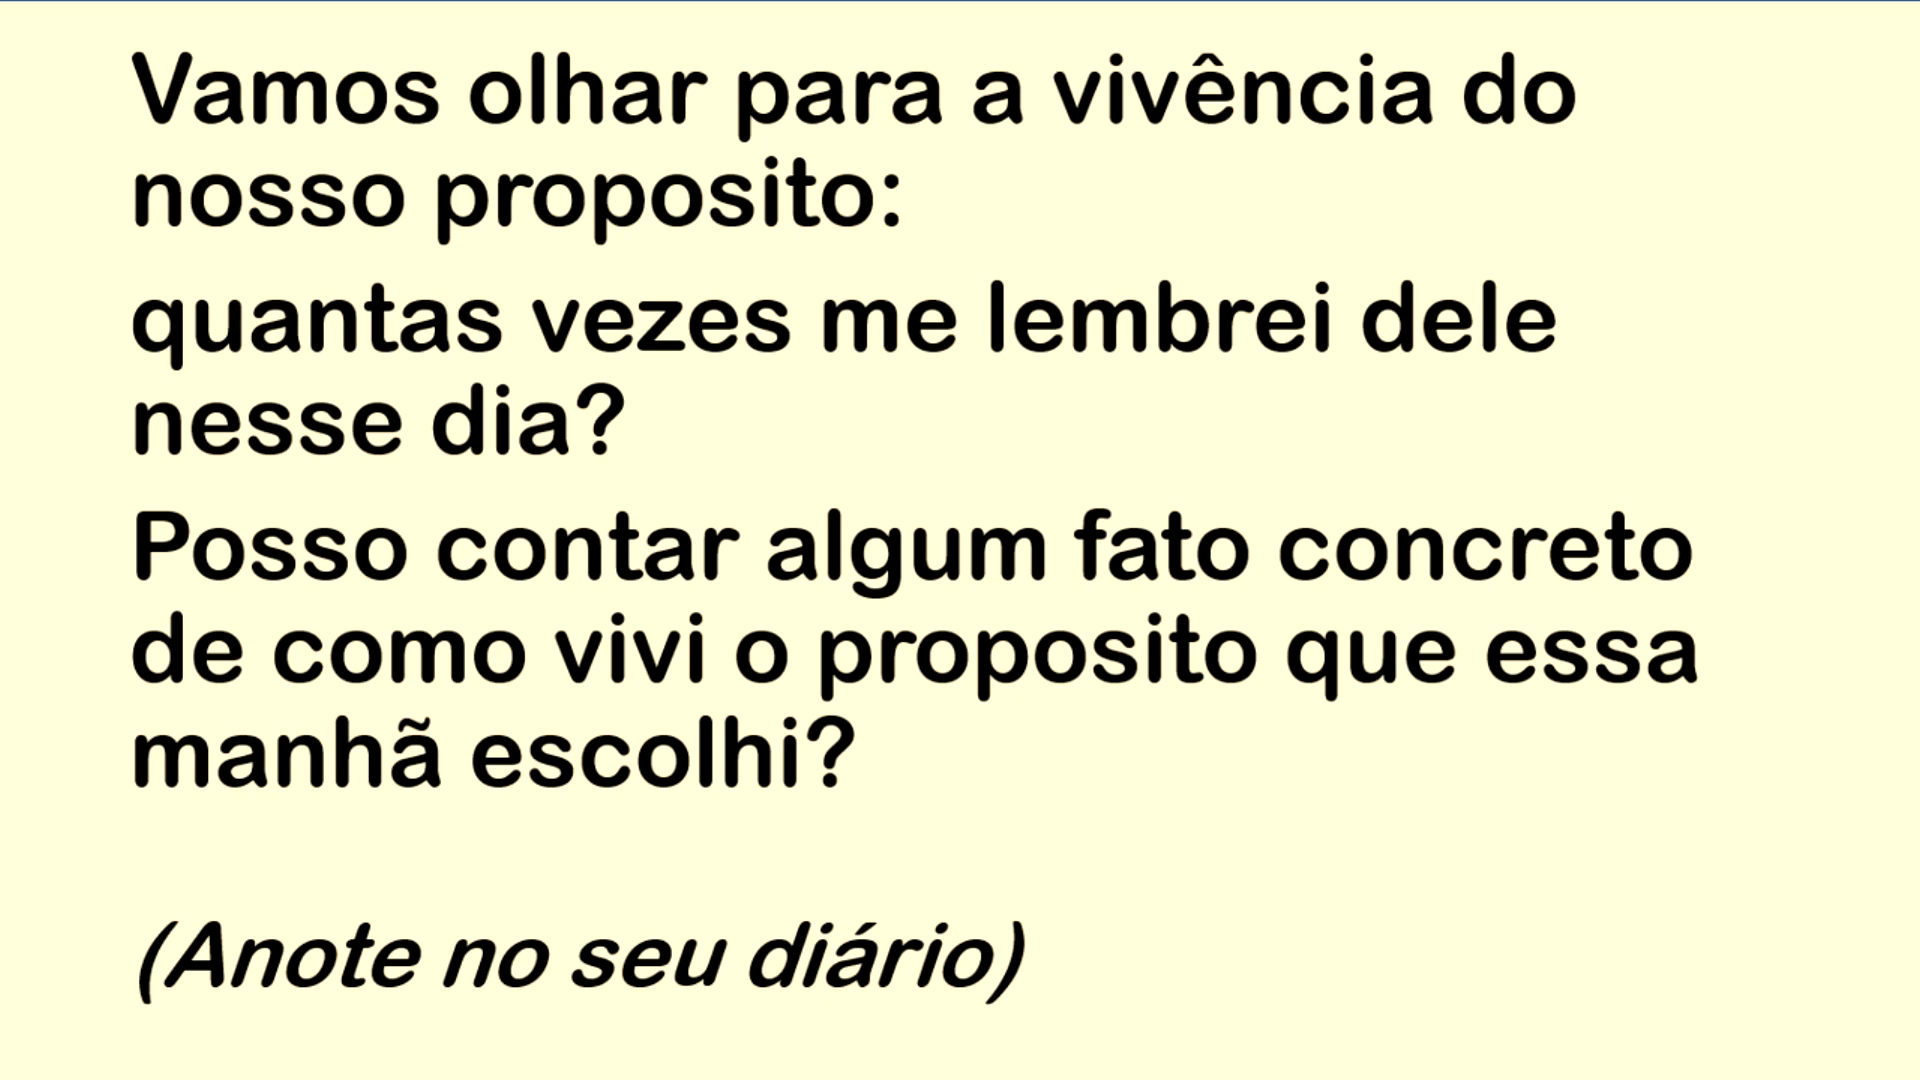 Vamos olhar para a vivência do
nosso proposito:
quantas vezes me lembrei dele
nesse dia?
Posso contar algum fato concreto
de como vivi o proposito que essa
manhã escolhi?
(Anote no seu diário)